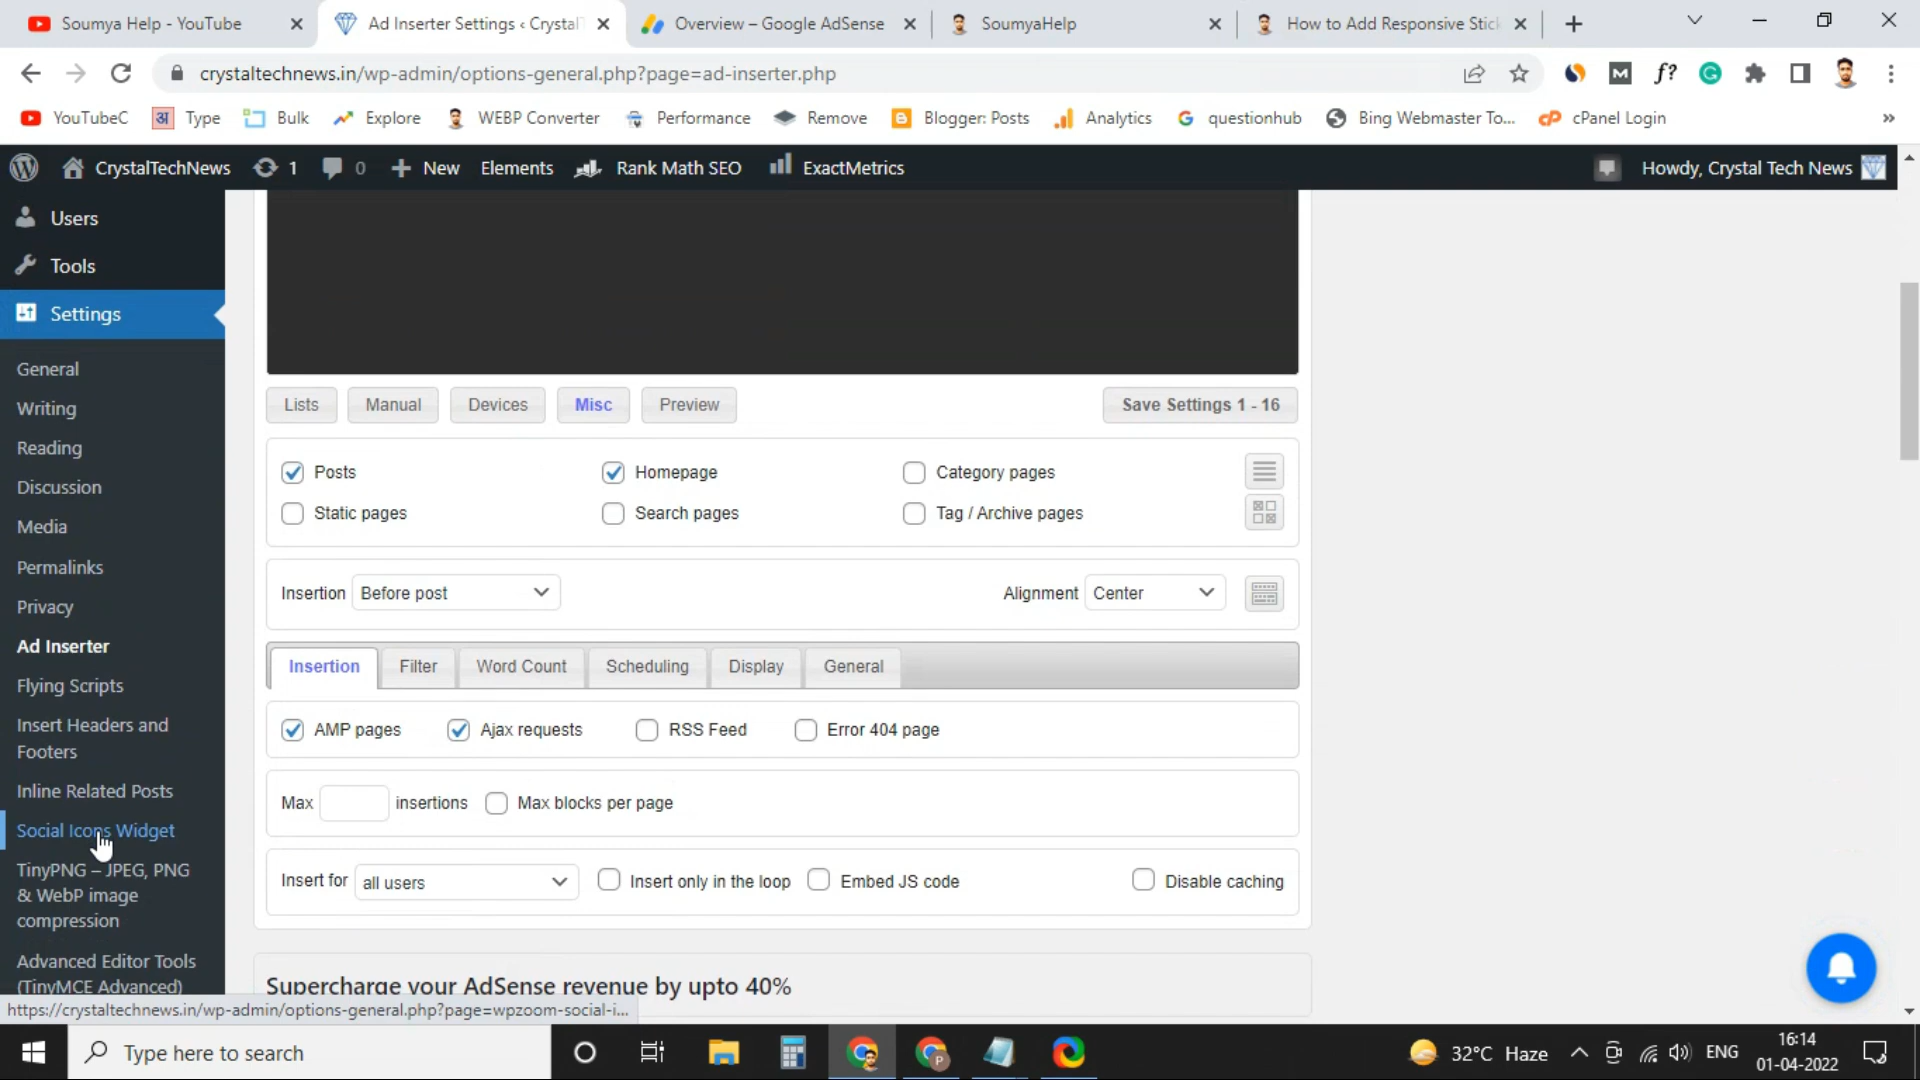 Soumya Help - YouTube
Ad Inserter Settings ‹ Crystal
Overview – Google AdSense
SoumyaHelp
How to Add Responsive Stick
crystaltechnews.in/wp-admin/options-general.php?page=ad-inserter.php
M
f?
YouTubeC
अ Type
Bulk
Explore
WEBP Converter
Performance
Remove
Blogger: Posts
Analytics
questionhub
Bing Webmaster To...
cPanel Login
»
CrystalTechNews
1
0
New
Elements
Rank Math SEO
ExactMetrics
Howdy, Crystal Tech News
Users
Tools
Settings
General
Writing
Reading
Discussion
Media
Permalinks
Privacy
Ad Inserter
Flying Scripts
Insert Headers and
Footers
Inline Related Posts
Social Icons Widget
TinyPNG – JPEG, PNG
& WebP image
compression
Advanced Editor Tools
(TinyMCE Advanced)
Lists
Manual
Devices
Misc
Preview
Save Settings 1 - 16
Posts
Homepage
Category pages
Static pages
Search pages
Tag / Archive pages
Insertion
Before post
Alignment
Center
Insertion
Filter
Word Count
Scheduling
Display
General
AMP pages
Ajax requests
RSS Feed
Error 404 page
Max
insertions
Max blocks per page
Insert for
all users
Insert only in the loop
Embed JS code
Disable caching
Supercharge your AdSense revenue by upto 40%
https://crystaltechnews.in/wp-admin/options-general.php?page=wpzoom-social-i...
Type here to search
P
32°C Haze
ENG
16:14
01-04-2022